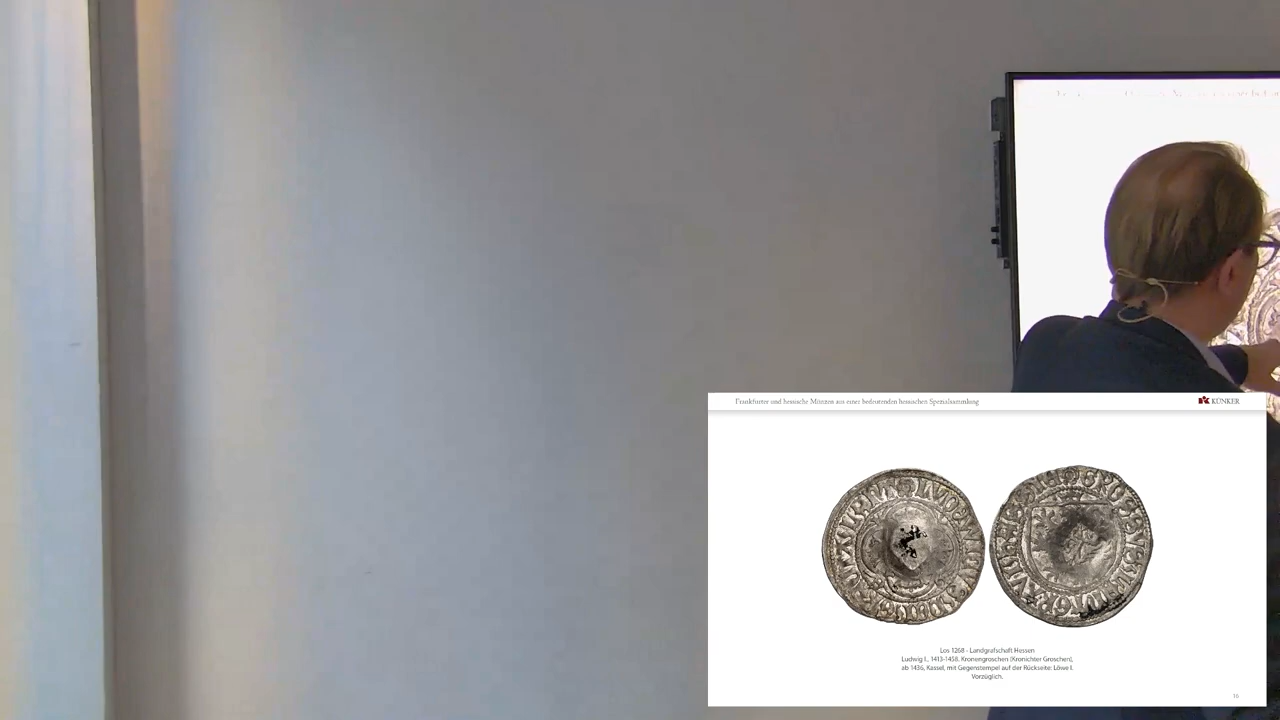 Frankfurter und hessische Münzen aus einer bedeutenden hessischen Spezialsammlung
KÜNKER
Los 1268 - Landgrafschaft Hessen
Ludwig I., 1413-1458. Kronengroschen (Kronichter Groschen),
ab 1436, Kassel, mit Gegenstempel auf der Rückseite: Löwe l.
Vorzüglich.
16